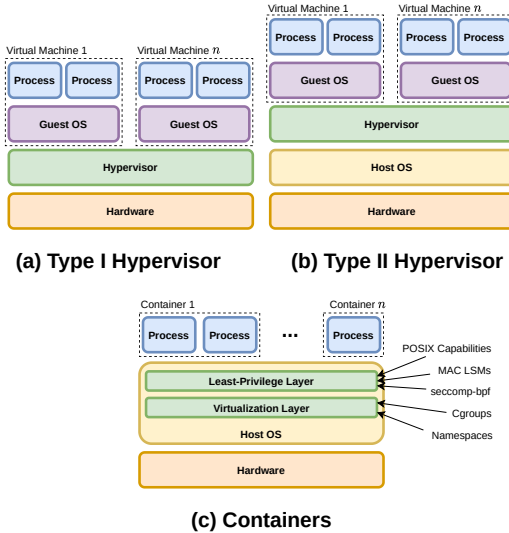 Virtual Machine 1
Virtual Machine n
Process Process
Process Process
Guest OS
Guest OS
Hypervisor
Hardware
(a) Type I Hypervisor
Virtual Machine 1
Virtual Machine n
Process Process
Process Process
Guest OS
Guest OS
Hypervisor
Host OS
Hardware
(b) Type II Hypervisor
Container 1
Container n
Process Process
...
Process
Least-Privilege Layer
Virtualization Layer
Host OS
Hardware
POSIX Capabilities
MAC LSMs
seccomp-bpf
Cgroups
Namespaces
(c) Containers